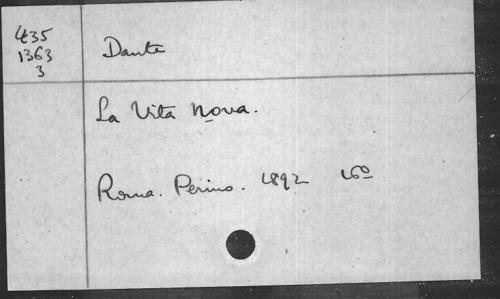 435
1363
3
Dante
La Vita Nova.
Roma. Perino. 1892 16º